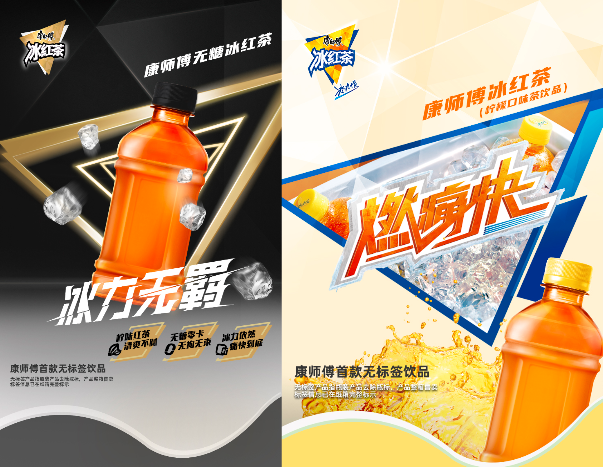 康师傅
冰红茶
康师傅无糖冰红茶
冰力无羁
柠味红茶
清爽不腻
无糖零卡
无拘无束
冰力依然
畅快到底
康师傅首款无标签饮品
康师傅
冰红茶
康师傅冰红茶
（柠檬口味茶饮品）
燃痛快
康师傅首款无标签饮品